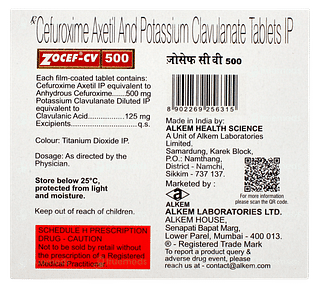 Rx Cefuroxime Axetil And Potassium Clavulanate Tablets IP
ZOCEF-CV 500
जोसेफ सी वी 500
Each film-coated tablet contains:
Cefuroxime Axetil IP equivalent to
Anhydrous Cefuroxime......500 mg
Potassium Clavulanate Diluted IP
equivalent to
Clavulanic Acid....................125 mg
Excipients...............................q.s.
Colour: Titanium Dioxide IP.
Dosage: As directed by the
Physician.
Store below 25°C,
protected from light
and moisture.
Keep out of reach of children.
SCHEDULE H PRESCRIPTION
DRUG - CAUTION
Not to be sold by retail without
the prescription of a Registered
Medical Practitioner.
8 902269 256315
Made in India by:
ALKEM HEALTH SCIENCE
A Unit of Alkem Laboratories
Limited.
Samardung, Karek Block,
P.O.: Namthang,
District - Namchi,
Sikkim - 737 137.
Marketed by :
ALKEM
For more information
please scan the QR code.
ALKEM LABORATORIES LTD.
ALKEM HOUSE,
Senapati Bapat Marg,
Lower Parel, Mumbai - 400 013.
® - Registered Trade Mark
To report a product query &
adverse drug event, please
reach us at - contact@alkem.com